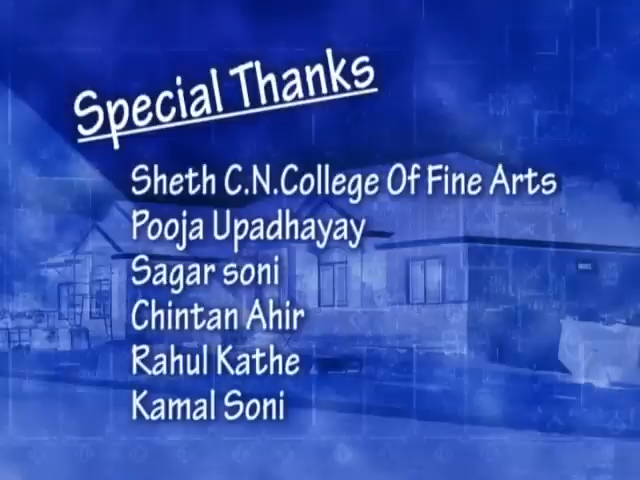 Special Thanks
Sheth C.N.College Of Fine Arts
Pooja Upadhayay
Sagar soni
Chintan Ahir
Rahul Kathe
Kamal Soni